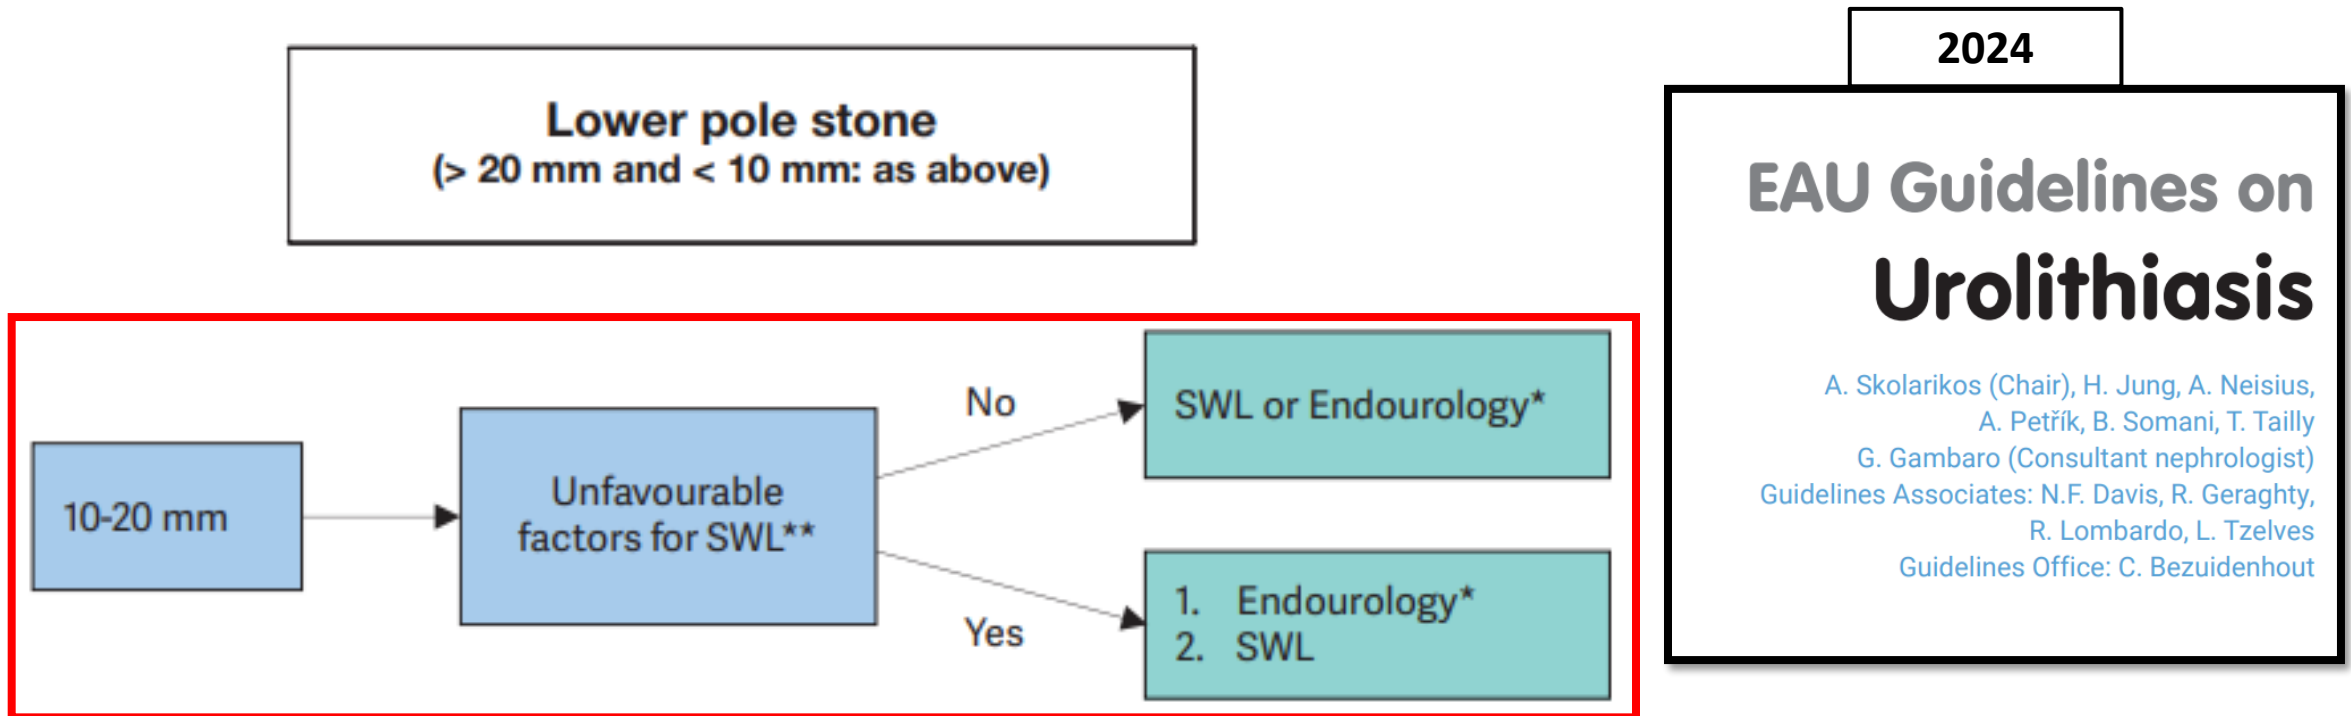 2024
Lower pole stone
(> 20 mm and < 10 mm: as above)
10-20 mm
Unfavourable
factors for SWL**
No
Yes
SWL or Endourology*
1. Endourology*
2. SWL
EAU Guidelines on
Urolithiasis
A. Skolarikos (Chair), H. Jung, A. Neisius,
A. Petřík, B. Somani, T. Tailly
G. Gambaro (Consultant nephrologist)
Guidelines Associates: N.F. Davis, R. Geraghty,
R. Lombardo, L. Tzelves
Guidelines Office: C. Bezuidenhout